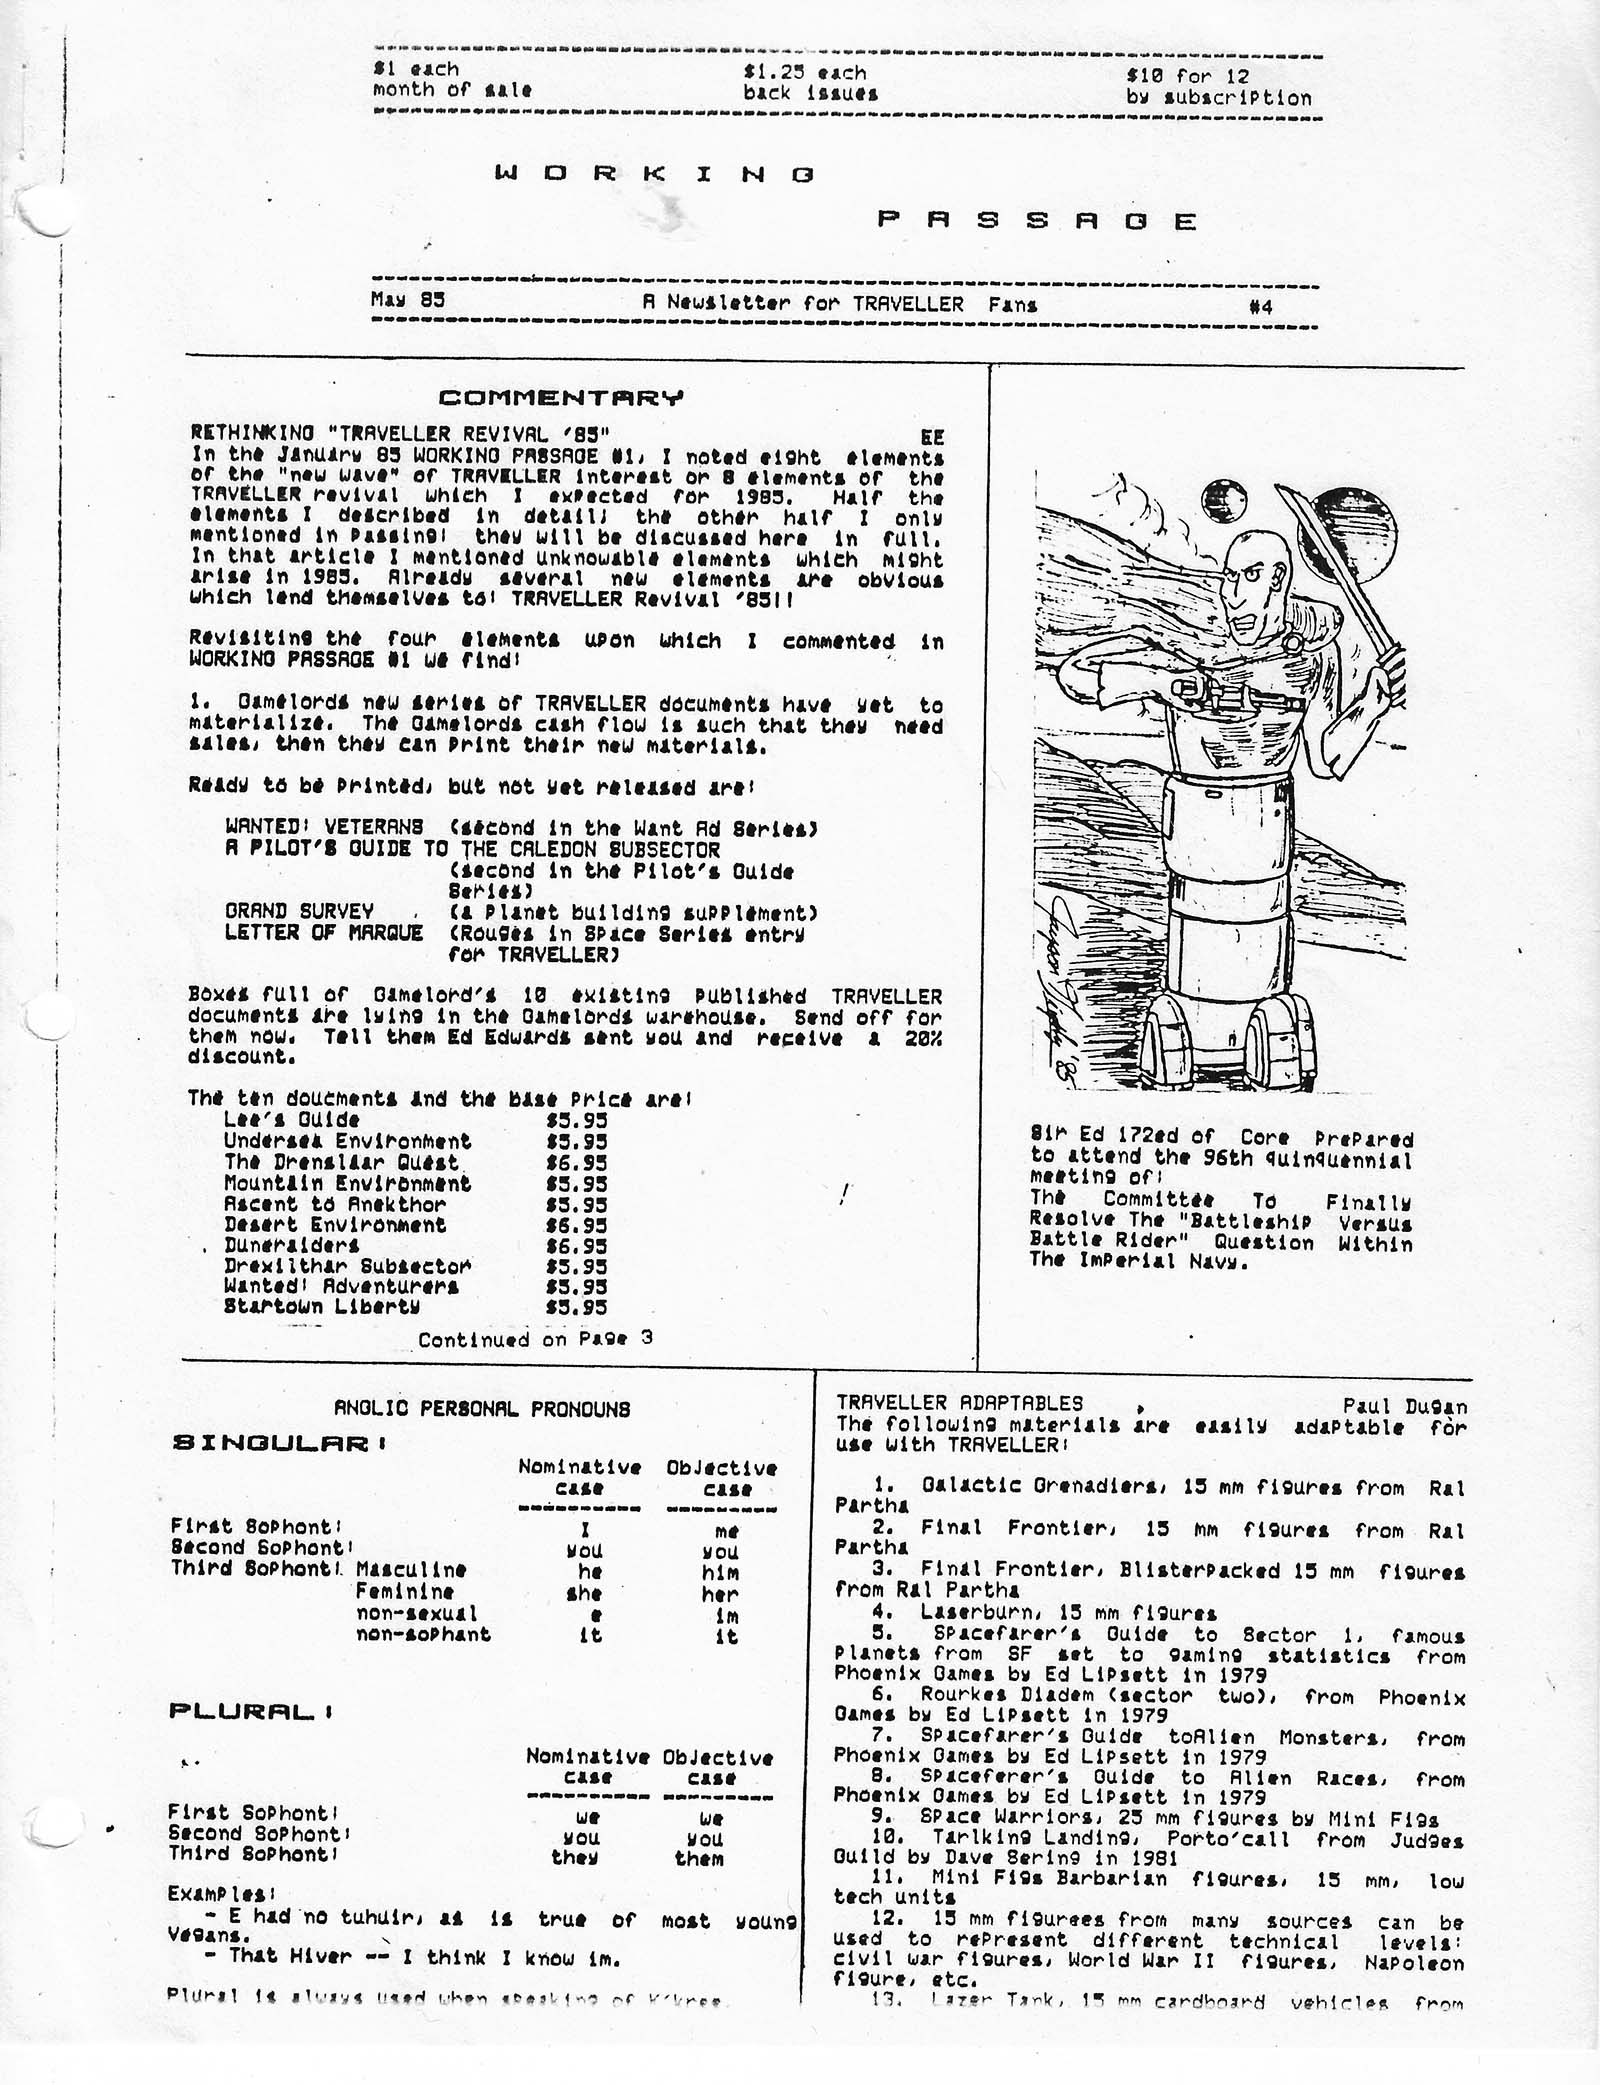 $1 each $1.25 each $10 for 12
month of sale back issues by subscription
WORKING
PASSAGE
May 85 A Newsletter for TRAVELLER Fans #4
COMMENTARY
RETHINKING "TRAVELLER REVIVAL '85" EE
In the January 85 WORKING PASSAGE #1, I noted eight elements
of the "new wave" of TRAVELLER interest or 8 elements of the
TRAVELLER revival which I expected for 1985. Half the
elements I described in detail; the other half I only
mentioned in passing: they will be discussed here in full.
In that article I mentioned unknowable elements which might
arise in 1985. Already several new elements are obvious
which lend themselves to: TRAVELLER Revival '85!!
Revisiting the four elements upon which I commented in
WORKING PASSAGE #1 we find:
1. Gamelords new series of TRAVELLER documents have yet to
materialize. The Gamelords cash flow is such that they need
sales, then they can print their new materials.
Ready to be printed, but not yet released are:
WANTED: VETERANS (second in the Want Ad Series)
A PILOT'S GUIDE TO THE CALEDON SUBSECTOR
(second in the Pilot's Guide
Series)
GRAND SURVEY (a planet building supplement)
LETTER OF MARQUE (Rouges in Space Series entry
for TRAVELLER)
Boxes full of Gamelord's 10 existing published TRAVELLER
documents are lying in the Gamelords warehouse. Send off for
them now. Tell them Ed Edwards sent you and receive a 20%
discount.
The ten doucments and the base price are:
Lee's Guide $5.95
Undersea Environment $5.95
The Drenslaar Quest $6.95
Mountain Environment $5.95
Ascent to Anekthor $5.95
Desert Environment $6.95
Duneraiders $6.95
Drexilthar Subsector $5.95
Wanted: Adventurers $5.95
Startown Liberty $5.95
Continued on Page 3
'85
Sir Ed 172ed of Core prepared
to attend the 96th quinquennial
meeting of:
The Committee To Finally
Resolve The "Battleship Versus
Battle Rider" Question Within
The Imperial Navy.
ANGLIC PERSONAL PRONOUNS
SINGULAR:
Nominative Objective
case case
First Sophont: I me
Second Sophont: you you
Third Sophont: Masculine he him
Feminine she her
non-sexual e im
non-sophant it it
PLURAL:
Nominative Objective
case case
First Sophont: we we
Second Sophont: you you
Third Sophont: they them
Examples:
- E had no tuhuir, as is true of most young
Vegans.
- That Hiver -- I think I know im.
Plural is always used when speaking of K'kree.
TRAVELLER ADAPTABLES Paul Dugan
The following materials are easily adaptable for
use with TRAVELLER:
1. Galactic Grenadiers, 15 mm figures from Ral
Partha
2. Final Frontier, 15 mm figures from Ral
Partha
3. Final Frontier, Blisterpacked 15 mm figures
from Ral Partha
4. Laserburn, 15 mm figures
5. Spacefarer's Guide to Sector 1, famous
planets from SF set to gaming statistics from
Phoenix Games by Ed Lipsett in 1979
6. Rourkes Diadem (sector two), from Phoenix
Games by Ed Lipsett in 1979
7. Spacefarer's Guide toAlien Monsters, from
Phoenix Games by Ed Lipsett in 1979
8. Spaceferer's Guide to Alien Races, from
Phoenix Games by Ed Lipsett in 1979
9. Space Warriors, 25 mm figures by Mini Figs
10. Tarlking Landing, Porto'call from Judges
Guild by Dave Sering in 1981
11. Mini Figs Barbarian figures, 15 mm, low
tech units
12. 15 mm figurees from many sources can be
used to represent different technical levels:
civil war figures, World War II figures, Napoleon
figure, etc.
13. Lazer Tank, 15 mm cardboard vehicles from